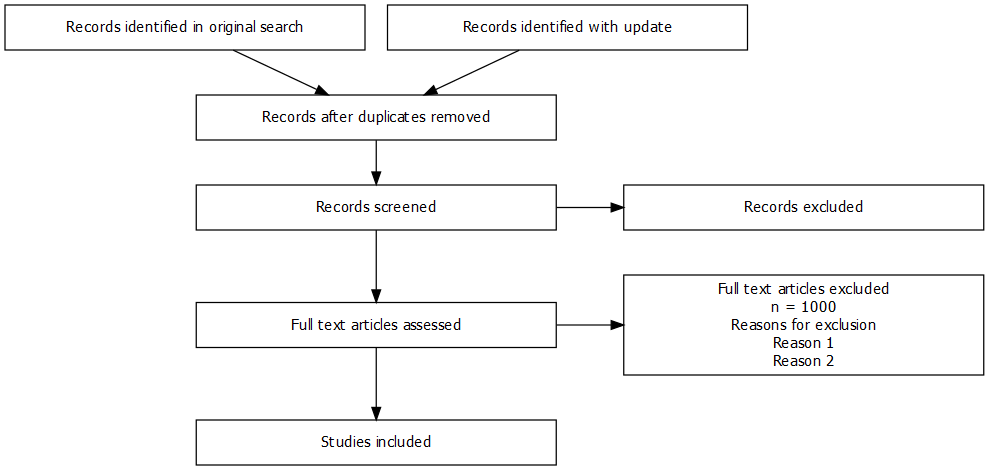 Records identified in original search
Records identified with update
Records after duplicates removed
Records screened
Records excluded
Full text articles assessed
Full text articles excluded
n = 1000
Reasons for exclusion
Reason 1
Reason 2
Studies included